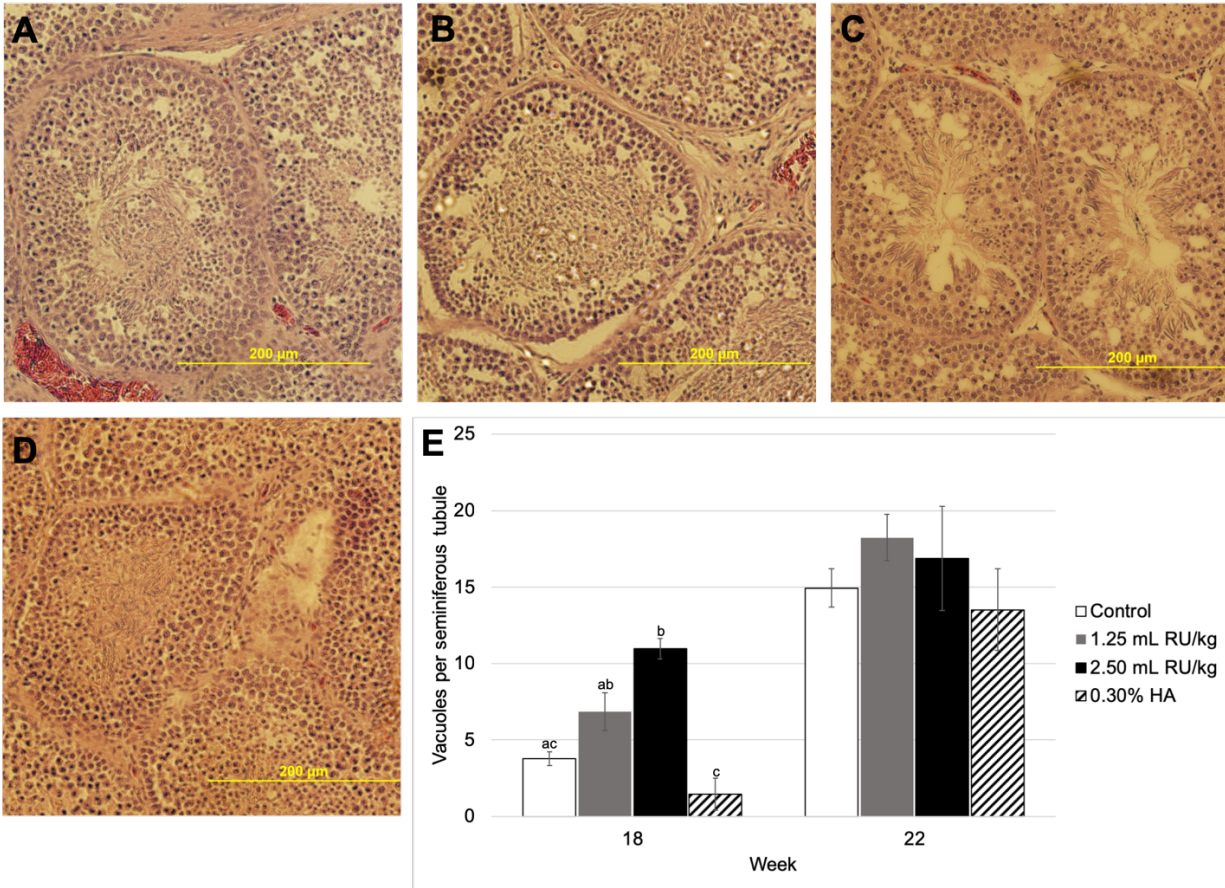 A
B
C
200 µm
200 µm
200 µm
D
200 µm
E
Vacuoles per seminiferous tubule
25
20
15
10
5
0
ac
ab
b
c
18
22
Week
Control
1.25 mL RU/kg
2.50 mL RU/kg
0.30% HA